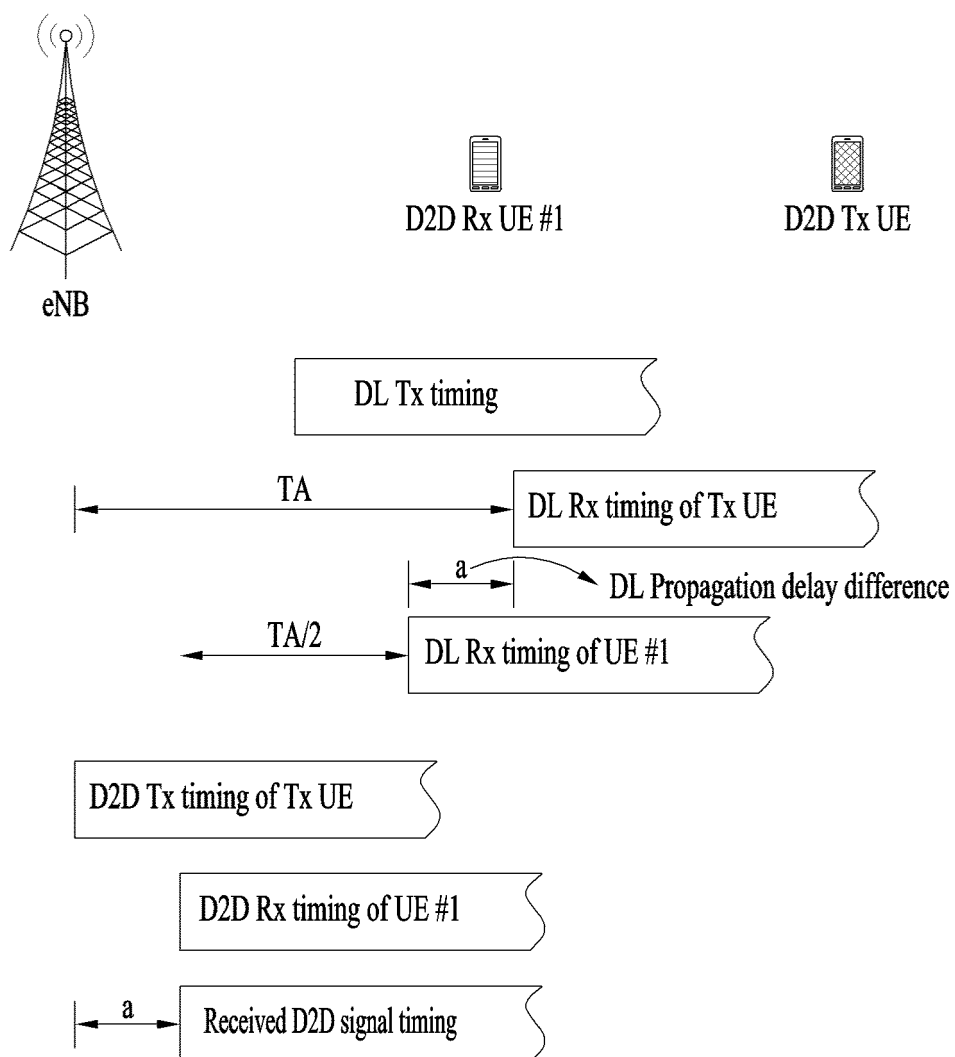 D2D Rx UE #1
D2D Tx UE
eNB
DL Tx timing
TA
DL Rx timing of Tx UE
a
DL Propagation delay difference
TA/2
DL Rx timing of UE #1
D2D Tx timing of Tx UE
D2D Rx timing of UE #1
a
Received D2D signal timing